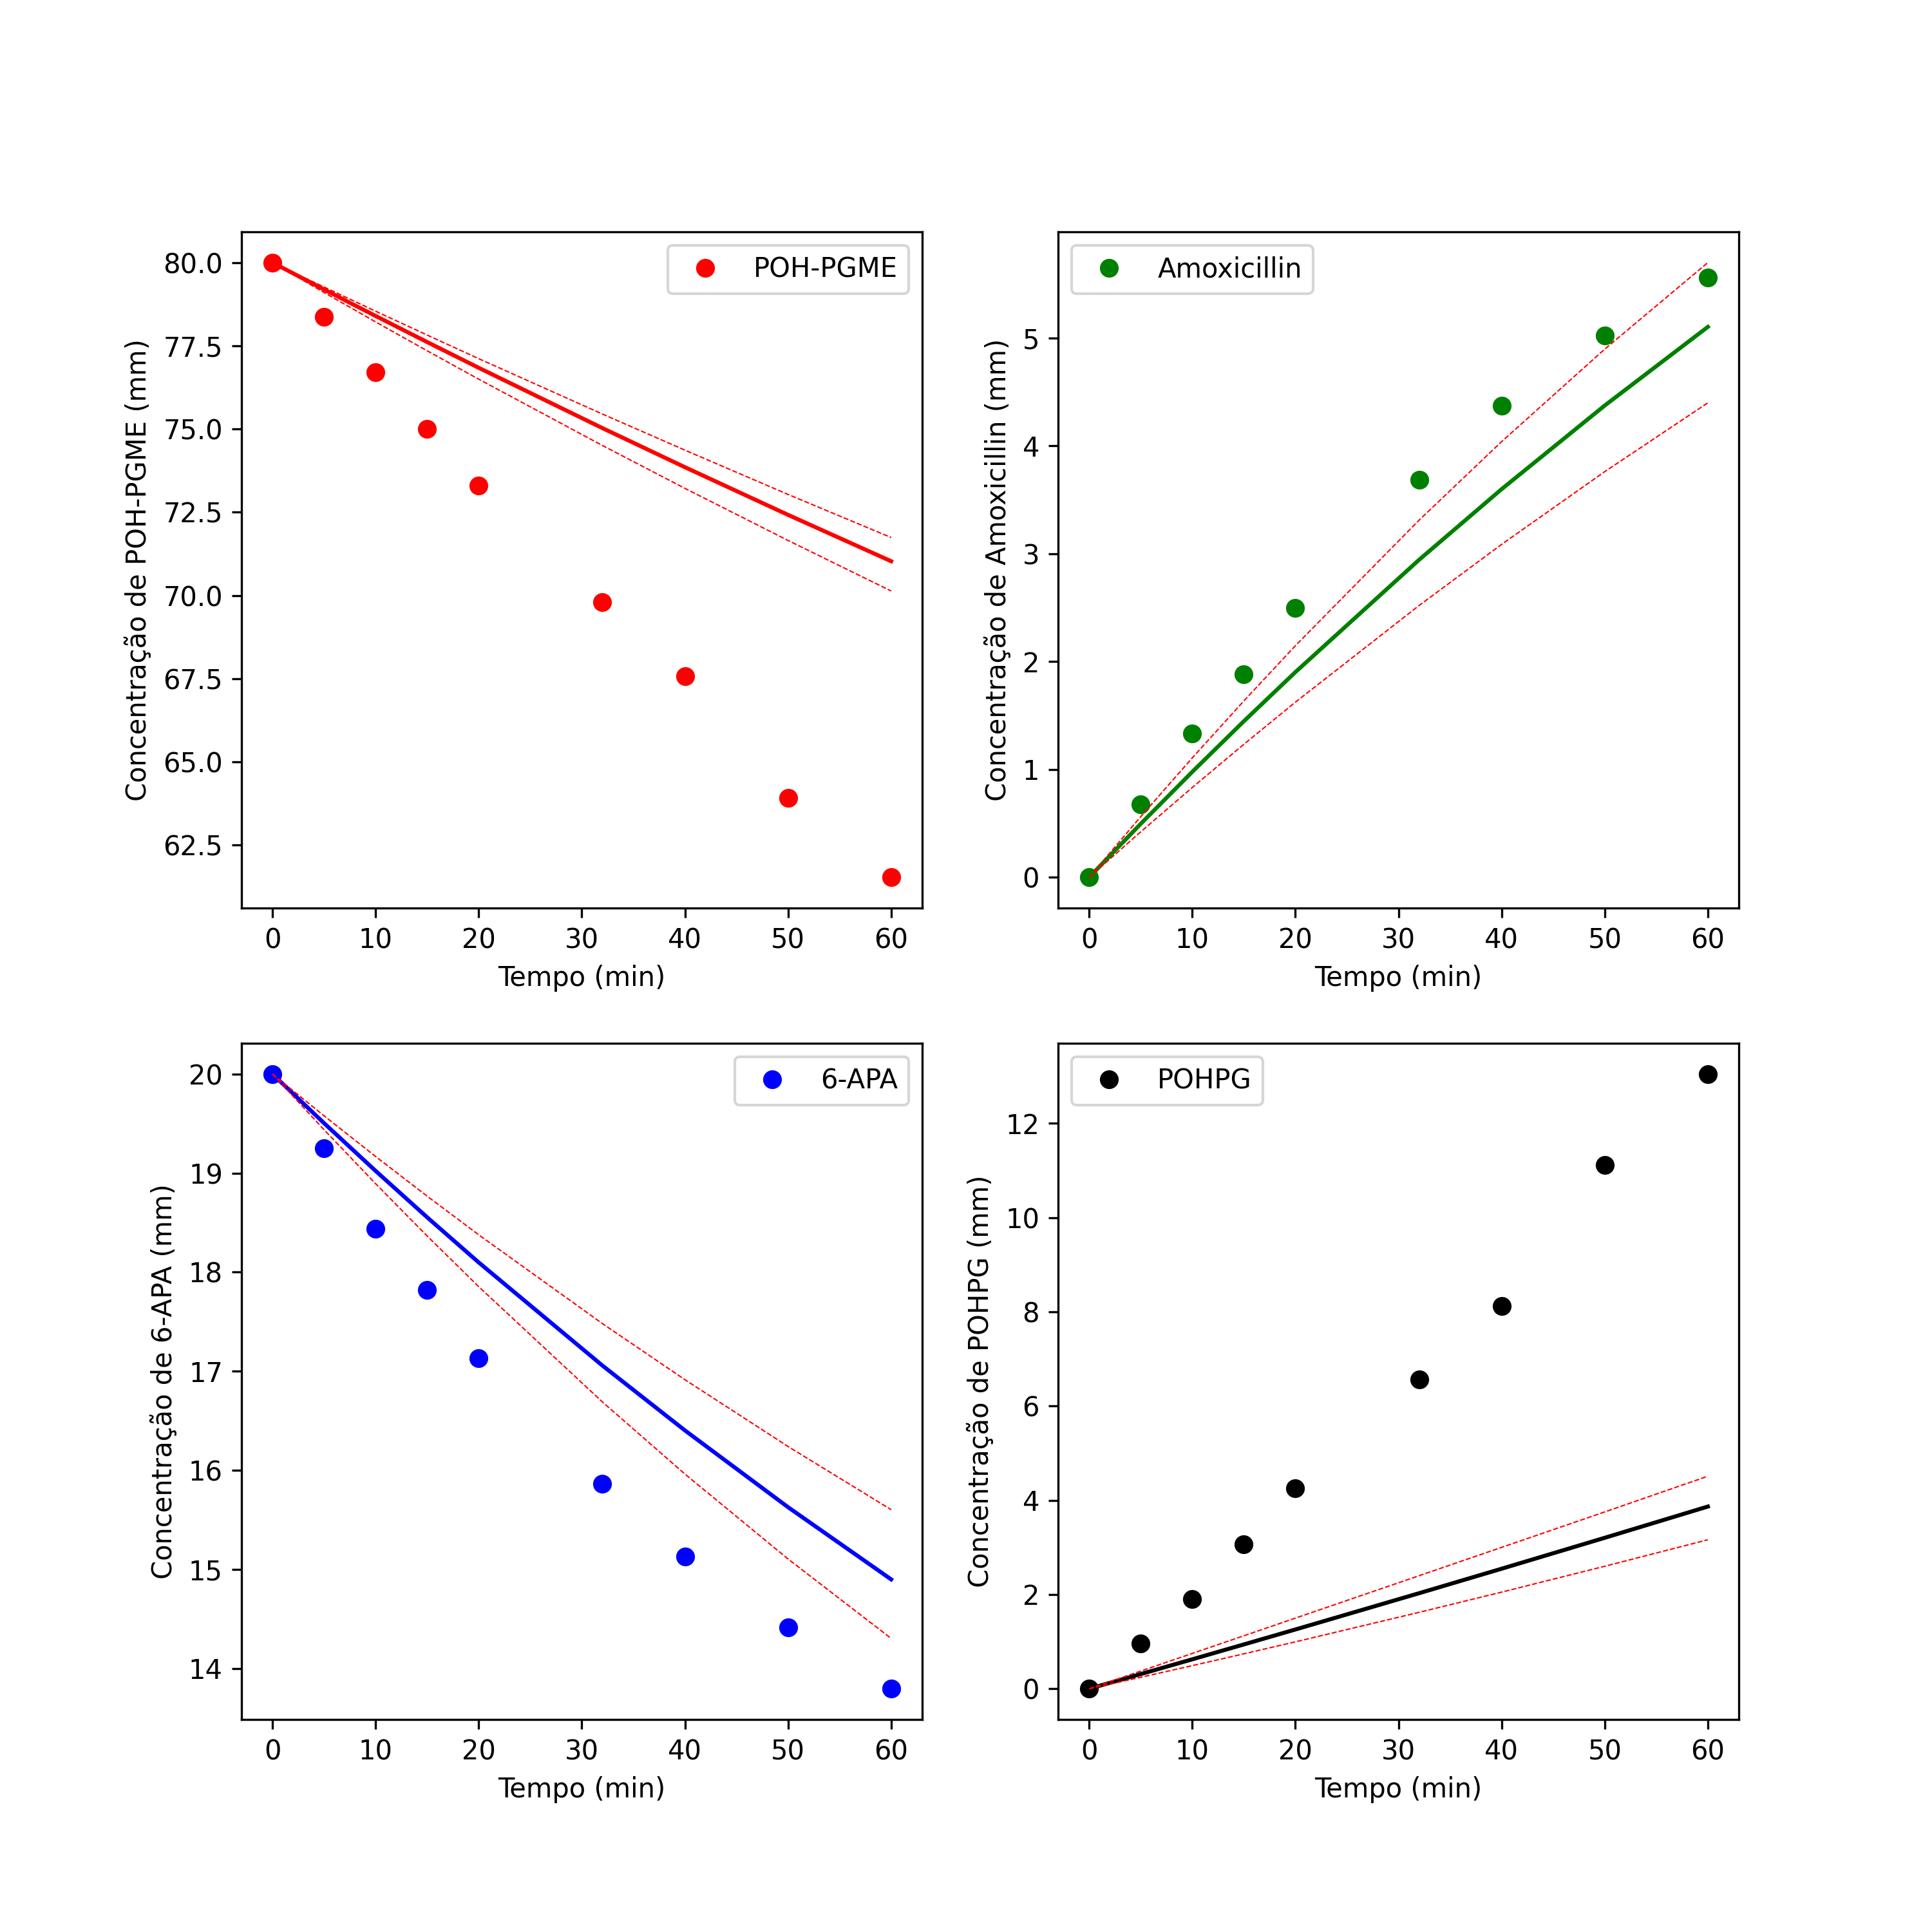 POH-PGME
Concentração de POH-PGME (mm)
80.0
77.5
75.0
72.5
70.0
67.5
65.0
62.5
0 10 20 30 40 50 60
Tempo (min)
Amoxicillin
Concentração de Amoxicillin (mm)
5
4
3
2
1
0
0 10 20 30 40 50 60
Tempo (min)
6-APA
Concentração de 6-APA (mm)
20
19
18
17
16
15
14
0 10 20 30 40 50 60
Tempo (min)
POHPG
Concentração de POHPG (mm)
12
10
8
6
4
2
0
0 10 20 30 40 50 60
Tempo (min)